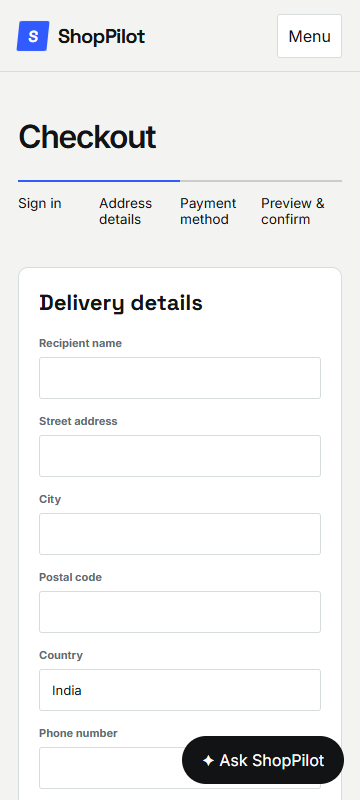 S ShopPilot
Menu
Checkout
Sign in
Address
details
Payment
method
Preview &
confirm
Delivery details
Recipient name
Street address
City
Postal code
Country
India
Phone number
✦ Ask ShopPilot